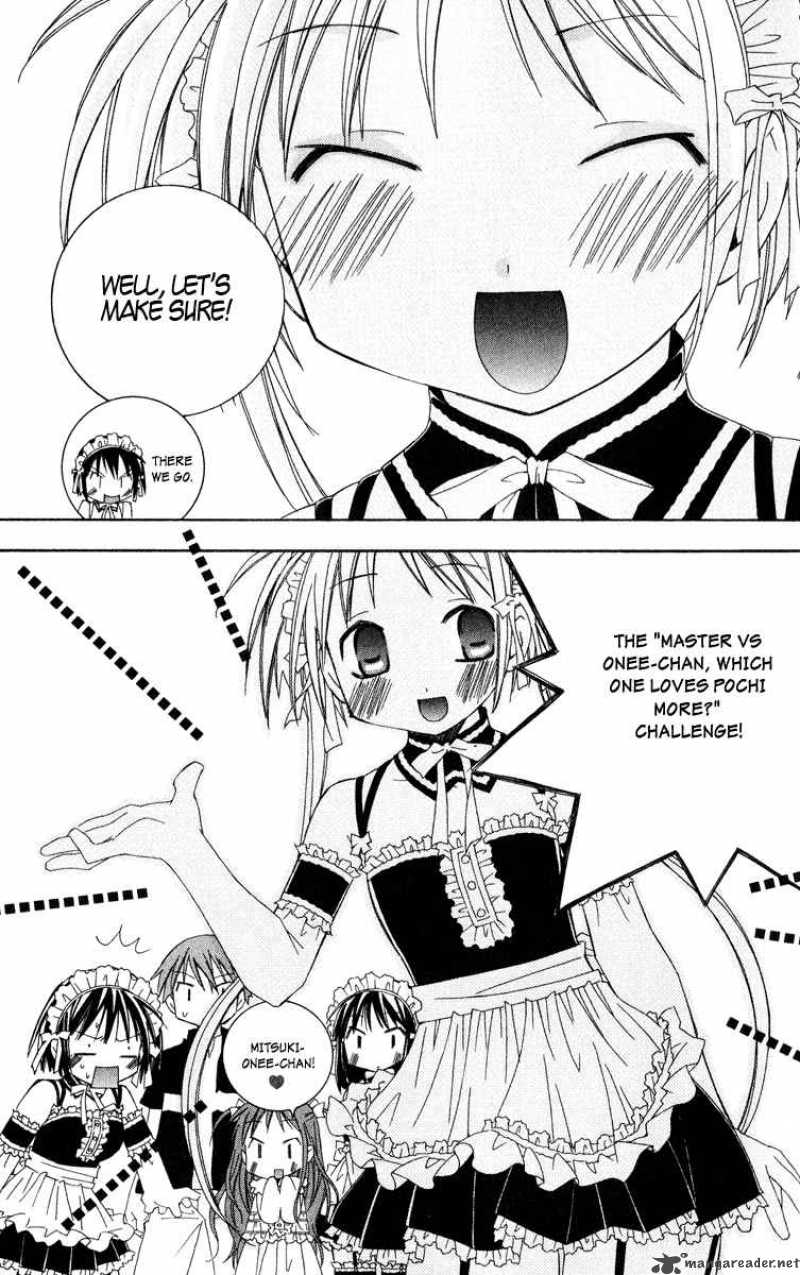 WELL, LET'S
MAKE SURE!
THERE
WE GO.
THE "MASTER VS
ONEE-CHAN, WHICH
ONE LOVES POCHI
MORE?"
CHALLENGE!
MITSUKI-
ONEE-CHAN!
mangareader.net